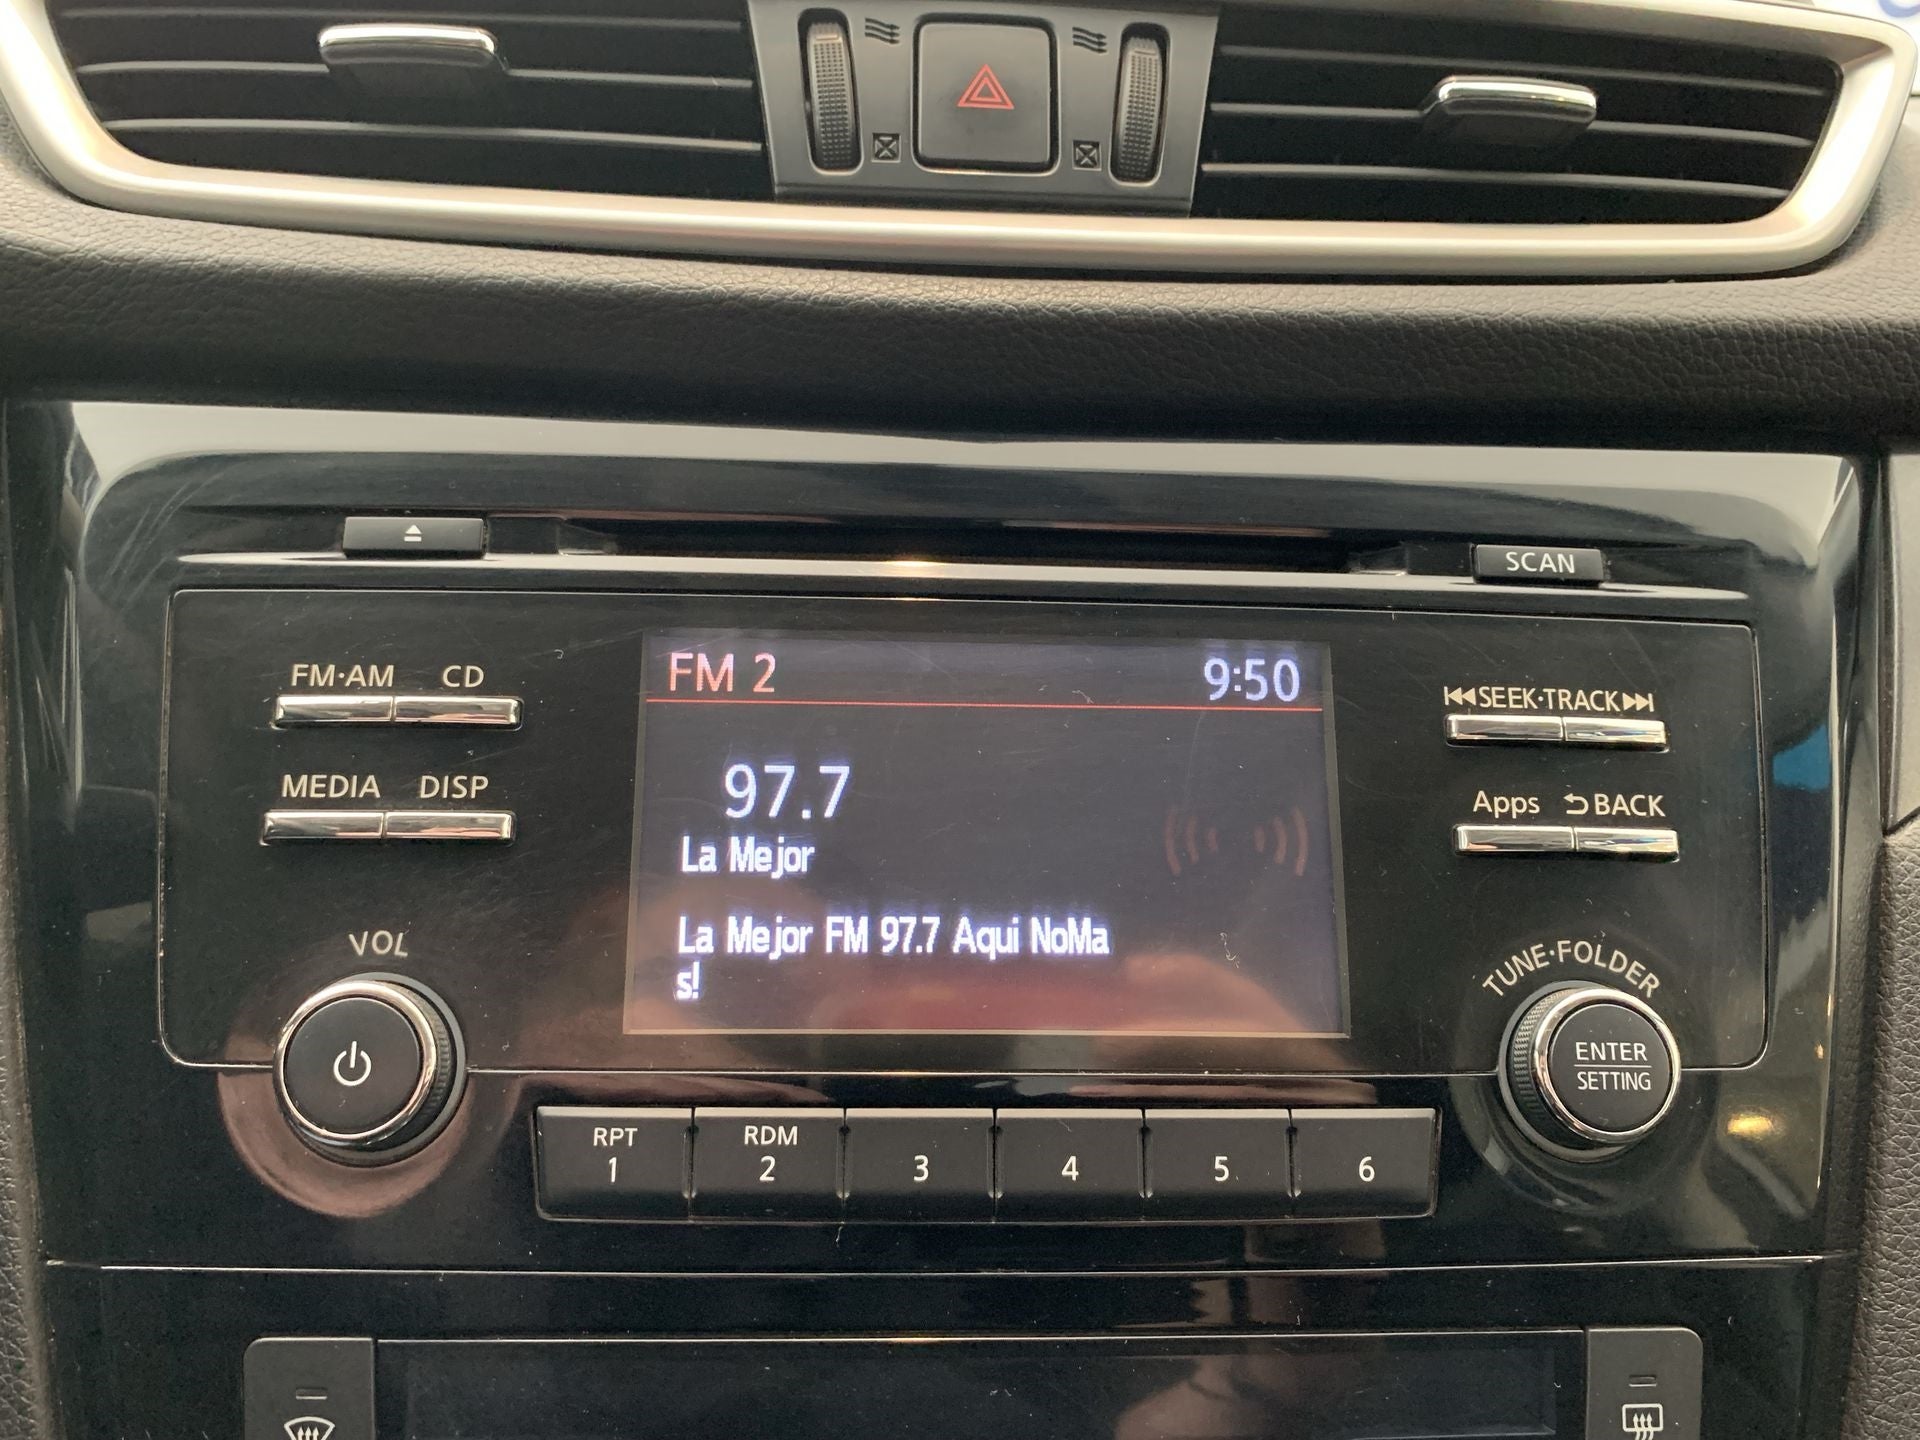 SCAN
FM·AM CD
FM 2 9:50
SEEK·TRACK
MEDIA DISP
97.7
Apps BACK
La Mejor
La Mejor FM 97.7 Aqui NoMa
s!
VOL
TUNE·FOLDER
ENTER
SETTING
RPT RDM
1 2 3 4 5 6